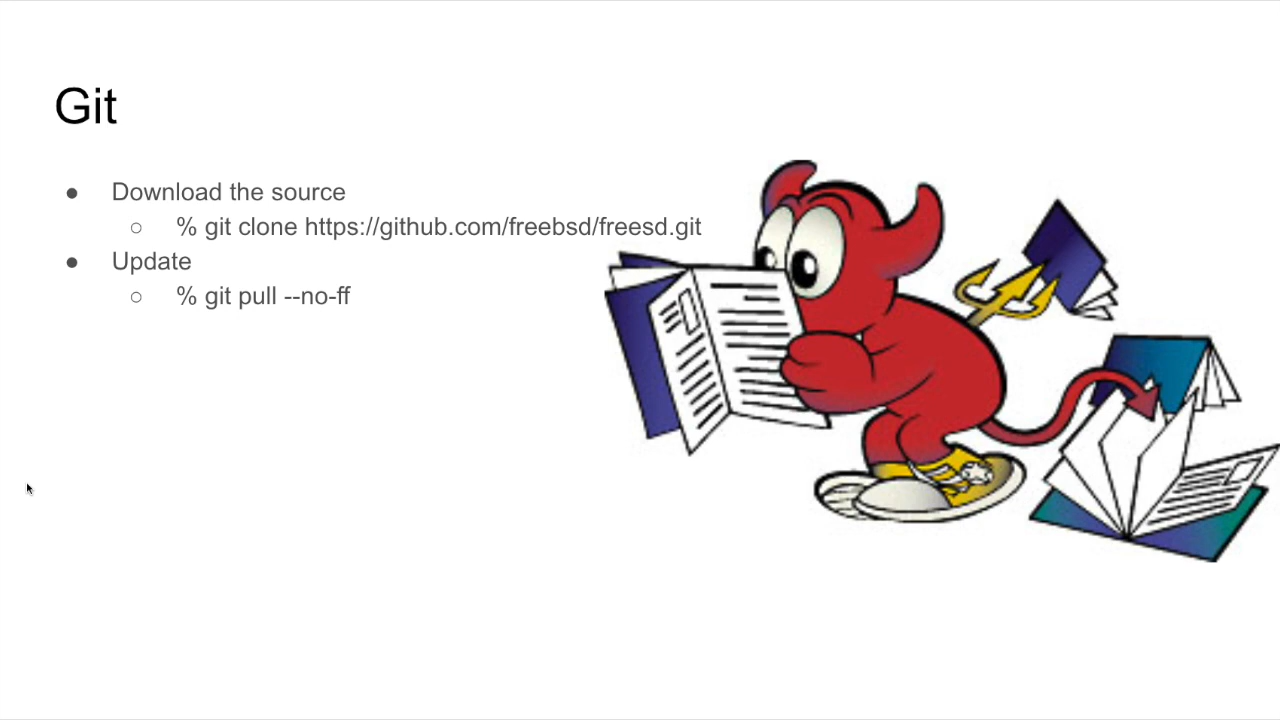 Git
● Download the source
○ % git clone https://github.com/freebsd/freesd.git
● Update
○ % git pull --no-ff